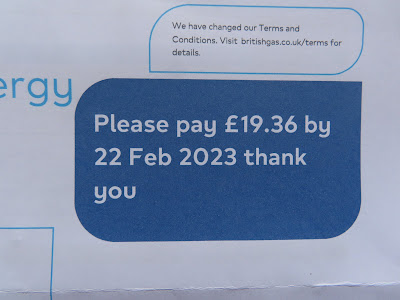 We have changed our Terms and
Conditions. Visit britishgas.co.uk/terms for
details.
ergy
Please pay £19.36 by
22 Feb 2023 thank
you